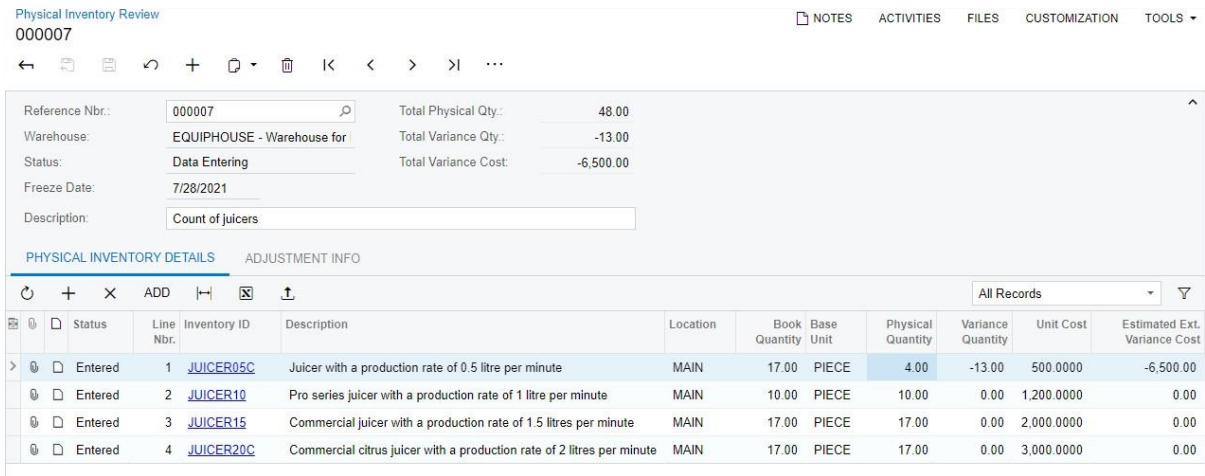 Physical Inventory Review
000007
NOTES ACTIVITIES FILES CUSTOMIZATION TOOLS
Reference Nbr.: 000007 Total Physical Qty.: 48.00
Warehouse: EQUIPHOUSE - Warehouse for Total Variance Qty.: -13.00
Status: Data Entering Total Variance Cost: -6,500.00
Freeze Date: 7/28/2021
Description: Count of juicers
PHYSICAL INVENTORY DETAILS ADJUSTMENT INFO
ADD All Records
Status Line Nbr. Inventory ID Description Location Book Quantity Base Unit Physical Quantity Variance Quantity Unit Cost Estimated Ext. Variance Cost
Entered 1 JUICER05C Juicer with a production rate of 0.5 litre per minute MAIN 17.00 PIECE 4.00 -13.00 500.0000 -6,500.00
Entered 2 JUICER10 Pro series juicer with a production rate of 1 litre per minute MAIN 10.00 PIECE 10.00 0.00 1,200.0000 0.00
Entered 3 JUICER15 Commercial juicer with a production rate of 1.5 litres per minute MAIN 17.00 PIECE 17.00 0.00 2,000.0000 0.00
Entered 4 JUICER20C Commercial citrus juicer with a production rate of 2 litres per minute MAIN 17.00 PIECE 17.00 0.00 3,000.0000 0.00